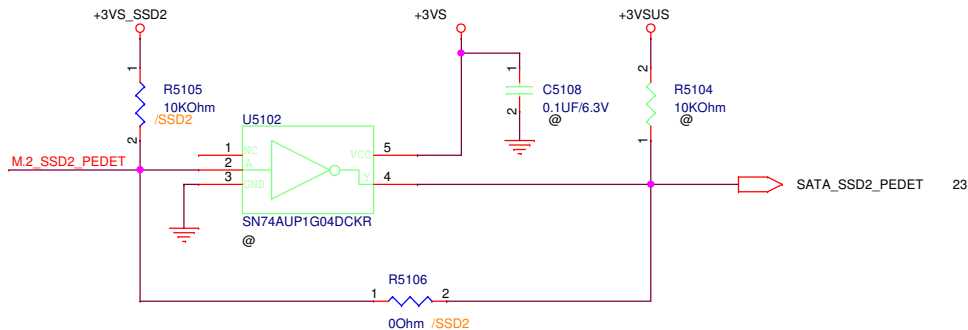 +3VS_SSD2
+3VS
+3VSUS
1
R5105
10KOhm
/SSD2
2
1
C5108
0.1UF/6.3V
@
2
2
R5104
10KOhm
@
1
U5102
M.2_SSD2_PEDET
1
NC
VCC
5
2
A
3
GND
Y
4
SN74AUP1G04DCKR
@
SATA_SSD2_PEDET 23
R5106
1
2
0Ohm /SSD2